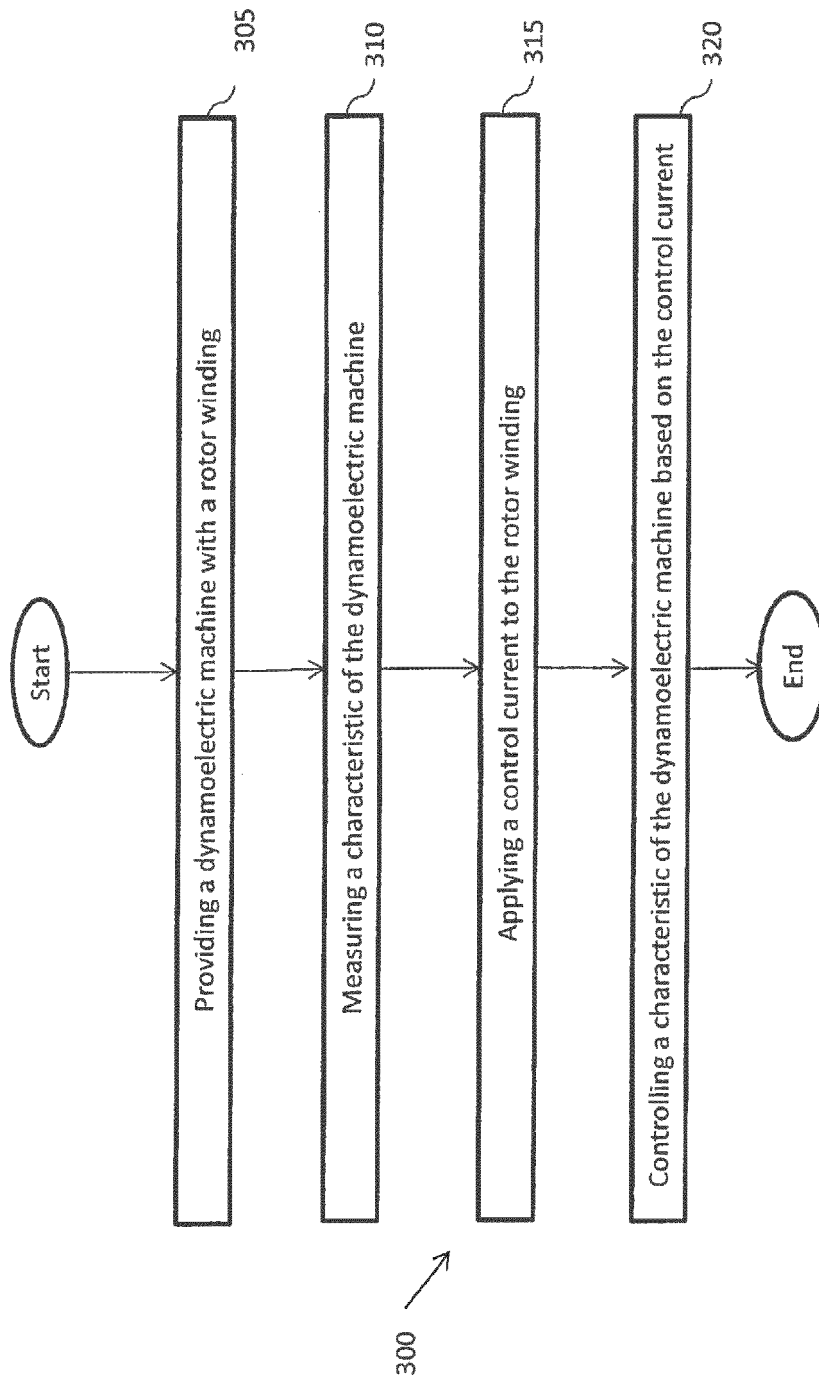 Start
Providing a dynamoelectric machine with a rotor winding
305
Measuring a characteristic of the dynamoelectric machine
310
Applying a control current to the rotor winding
315
Controlling a characteristic of the dynamoelectric machine based on the control current
320
End
300